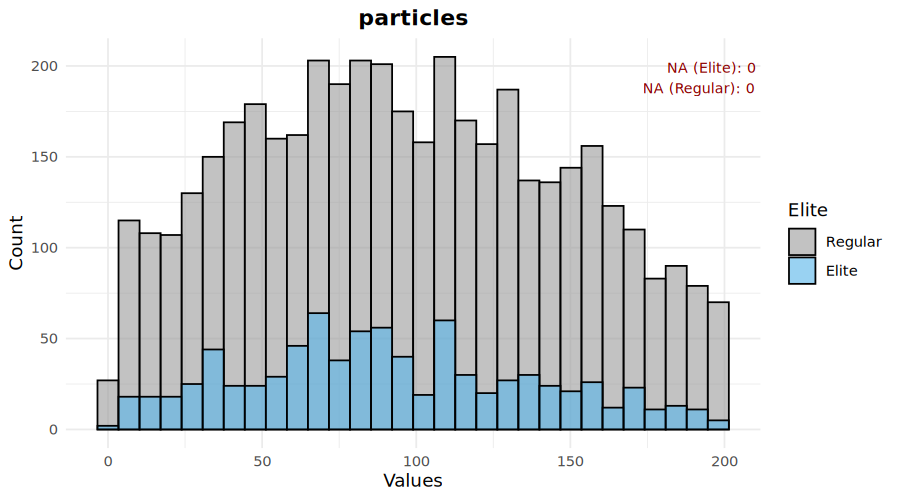 particles
NA (Elite): 0
NA (Regular): 0
200
150
100
50
0
Count
0 50 100 150 200
Values
Elite
Regular
Elite